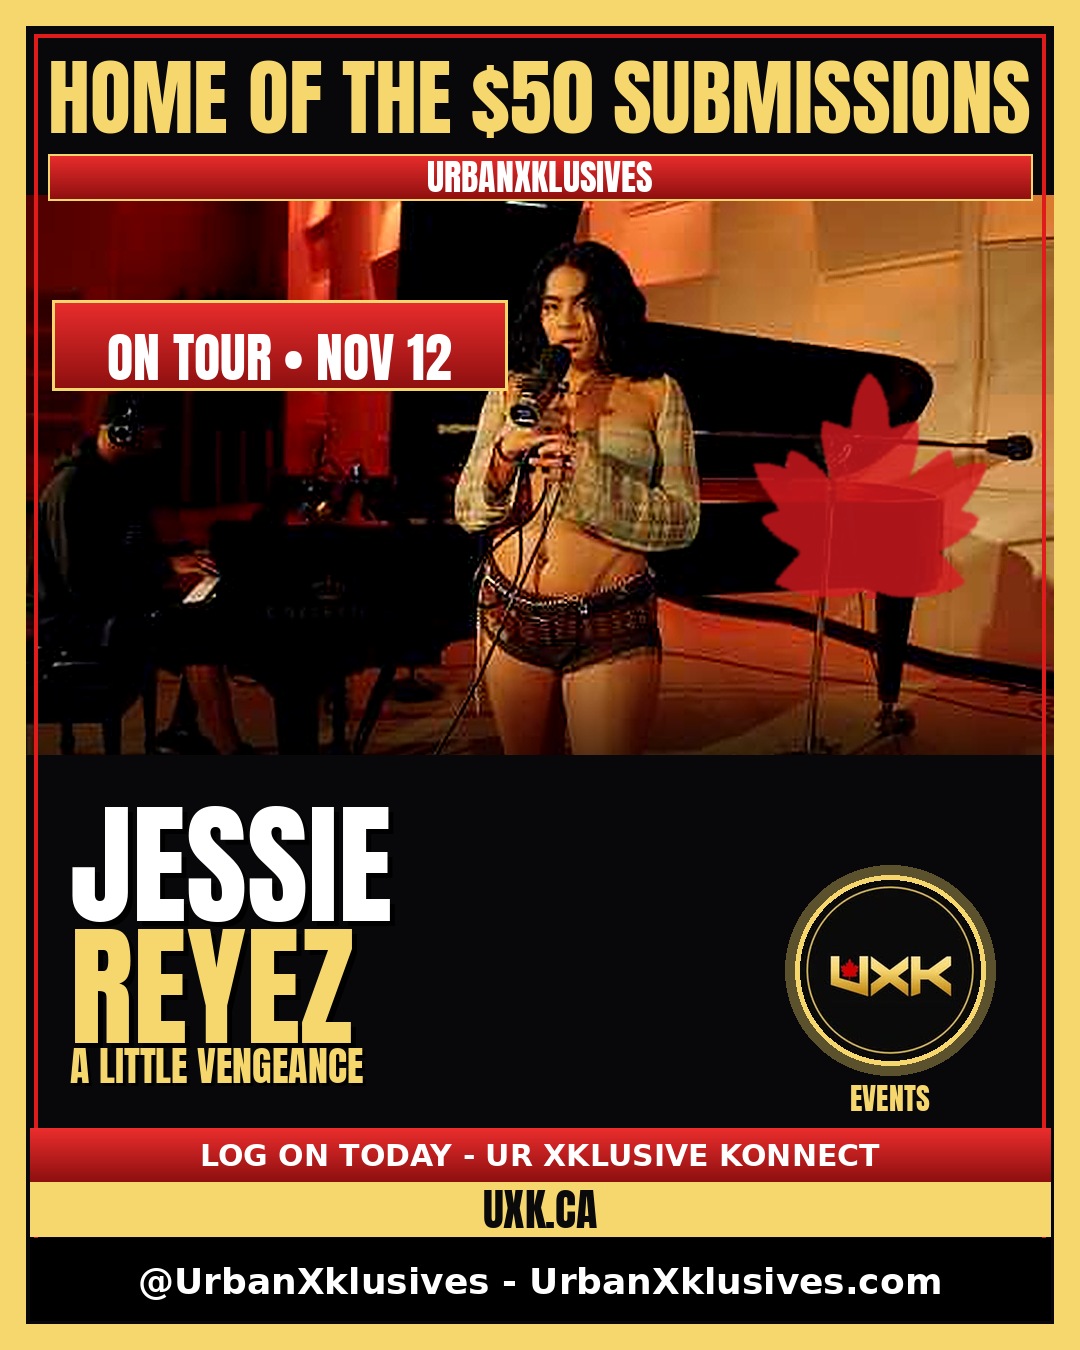 HOME OF THE $50 SUBMISSIONS
URBANXKLUSIVES
ON TOUR • NOV 12
JESSIE
REYEZ
A LITTLE VENGEANCE
UXK
EVENTS
LOG ON TODAY - UR XKLUSIVE KONNECT
UXK.CA
@UrbanXklusives - UrbanXklusives.com